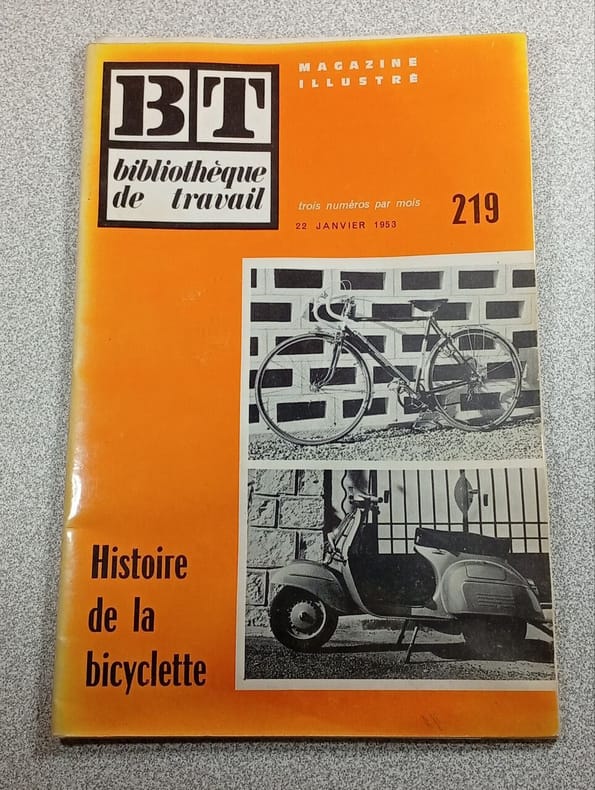 BT
bibliothèque
de travail
MAGAZINE
ILLUSTRÉ
trois numéros par mois
22 JANVIER 1953
219
Histoire
de la
bicyclette